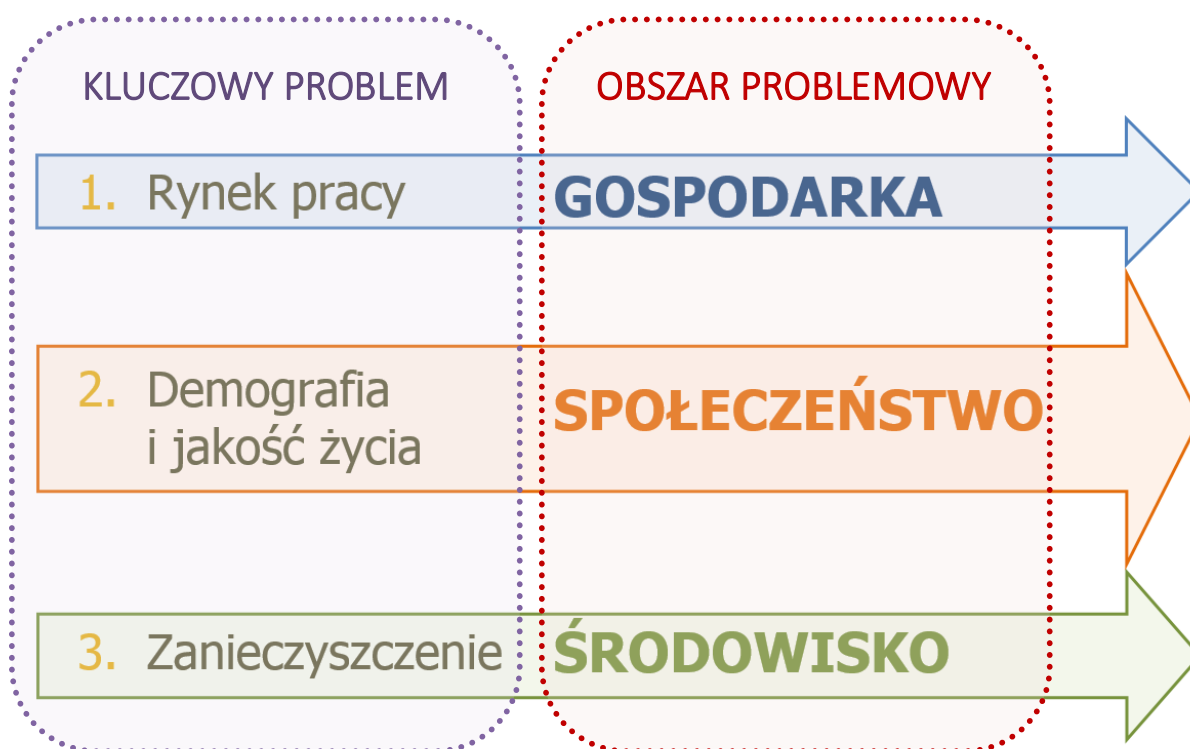 KLUCZOWY PROBLEM
OBSZAR PROBLEMOWY
1. Rynek pracy
GOSPODARKA
2. Demografia
i jakość życia
SPOŁECZEŃSTWO
3. Zanieczyszczenie
ŚRODOWISKO